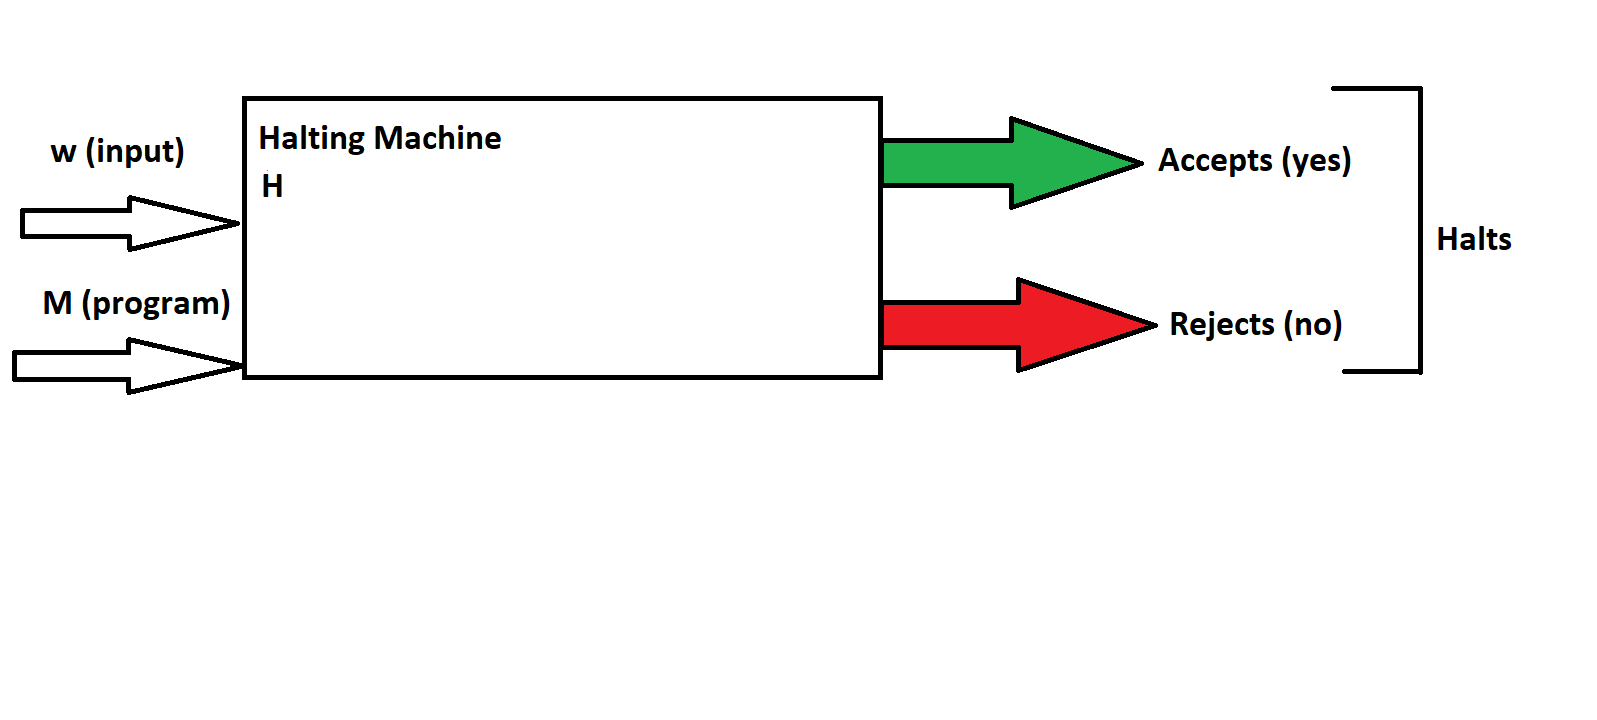 w (input)
M (program)
Halting Machine
H
Accepts (yes)
Rejects (no)
Halts